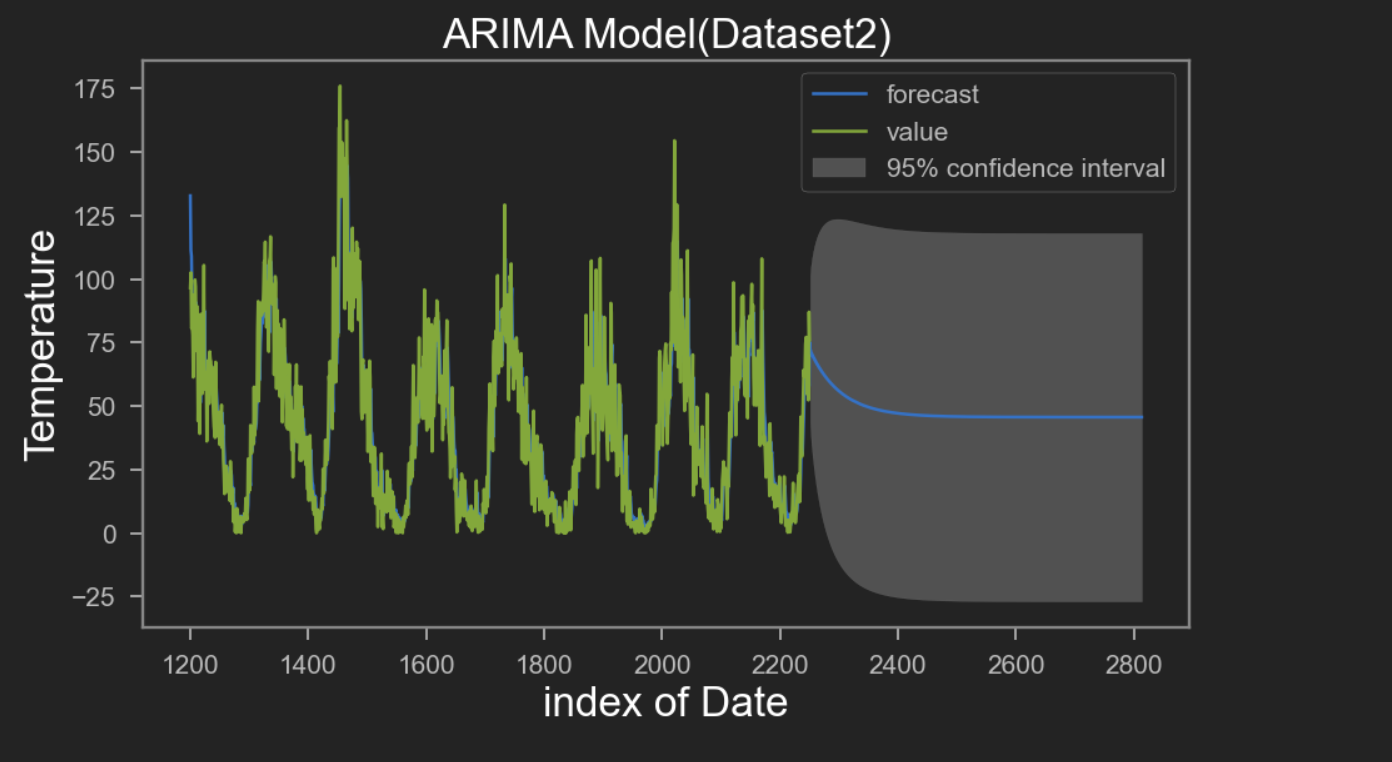 ARIMA Model(Dataset2)
forecast
value
95% confidence interval
175
150
125
100
75
50
25
0
−25
Temperature
1200 1400 1600 1800 2000 2200 2400 2600 2800
index of Date